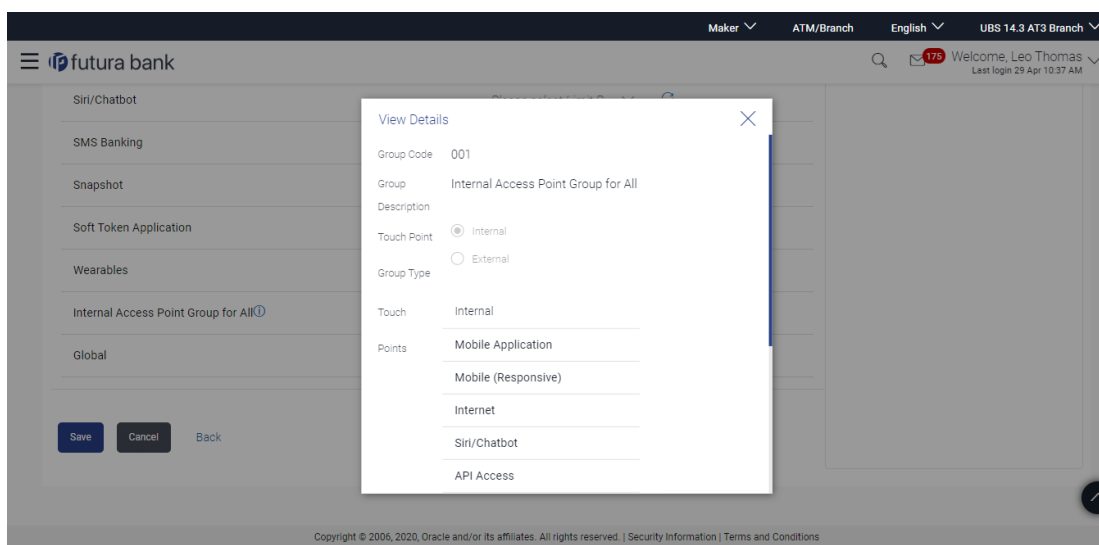 Maker ATM/Branch English UBS 14.3 AT3 Branch
futura bank 175 Welcome, Leo Thomas
Last login 29 Apr 10:37 AM
Siri/Chatbot
SMS Banking
Snapshot
Soft Token Application
Wearables
Internal Access Point Group for All
Global
Save Cancel Back
View Details
Group Code 001
Group Internal Access Point Group for All
Description
Touch Point Internal
External
Group Type
Touch Internal
Points Mobile Application
Mobile (Responsive)
Internet
Siri/Chatbot
API Access
Copyright © 2006, 2020, Oracle and/or its affiliates. All rights reserved. | Security Information | Terms and Conditions